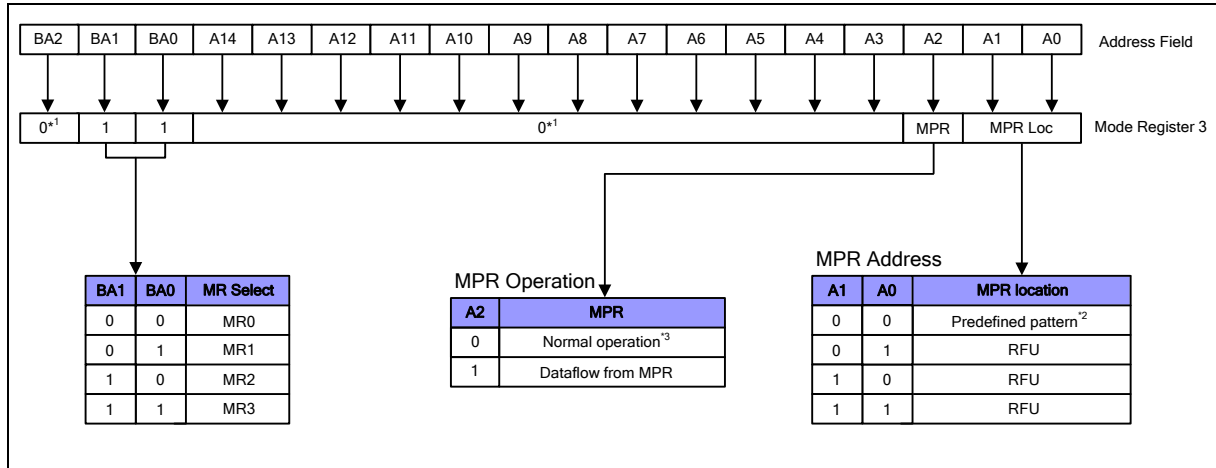 BA2 BA1 BA0 A14 A13 A12 A11 A10 A9 A8 A7 A6 A5 A4 A3 A2 A1 A0 Address Field
0*1 1 1 0*1 MPR MPR Loc Mode Register 3
BA1 BA0 MR Select
0 0 MR0
0 1 MR1
1 0 MR2
1 1 MR3
MPR Operation
A2 MPR
0 Normal operation*3
1 Dataflow from MPR
MPR Address
A1 A0 MPR location
0 0 Predefined pattern*2
0 1 RFU
1 0 RFU
1 1 RFU